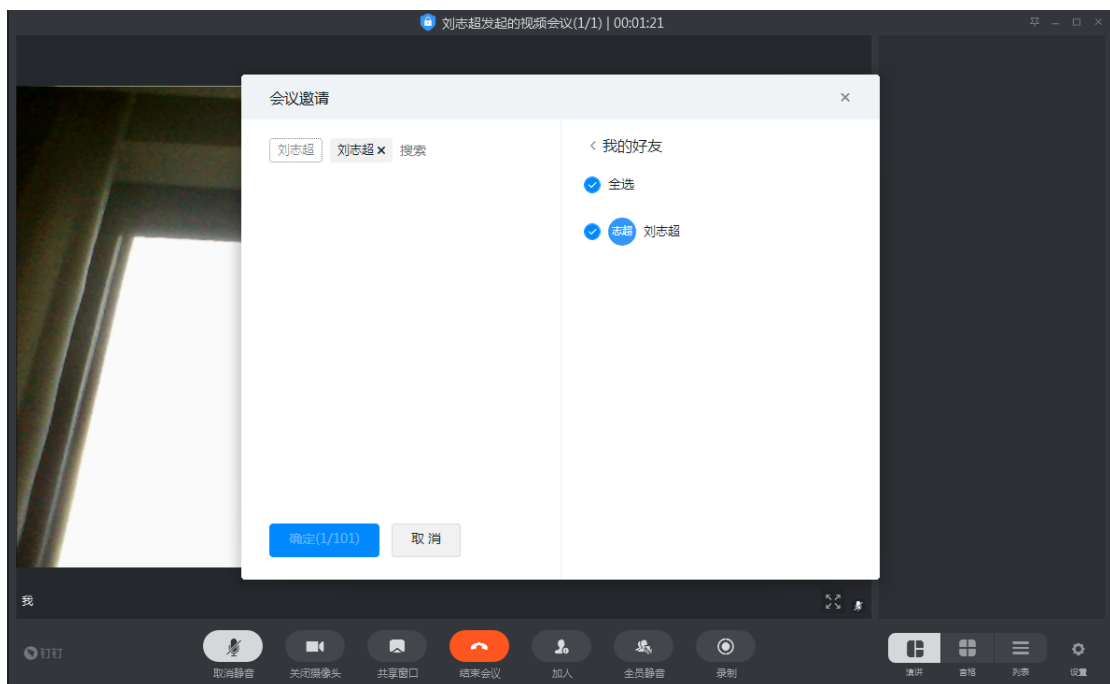 刘志超发起的视频会议(1/1) | 00:01:21
会议邀请
刘志超 刘志超 搜索
我的好友
全选
志超 刘志超
确定(1/101) 取消
我
钉钉
取消静音 关闭摄像头 共享窗口 结束会议 加人 全员静音 录制 演讲 宫格 列表 设置